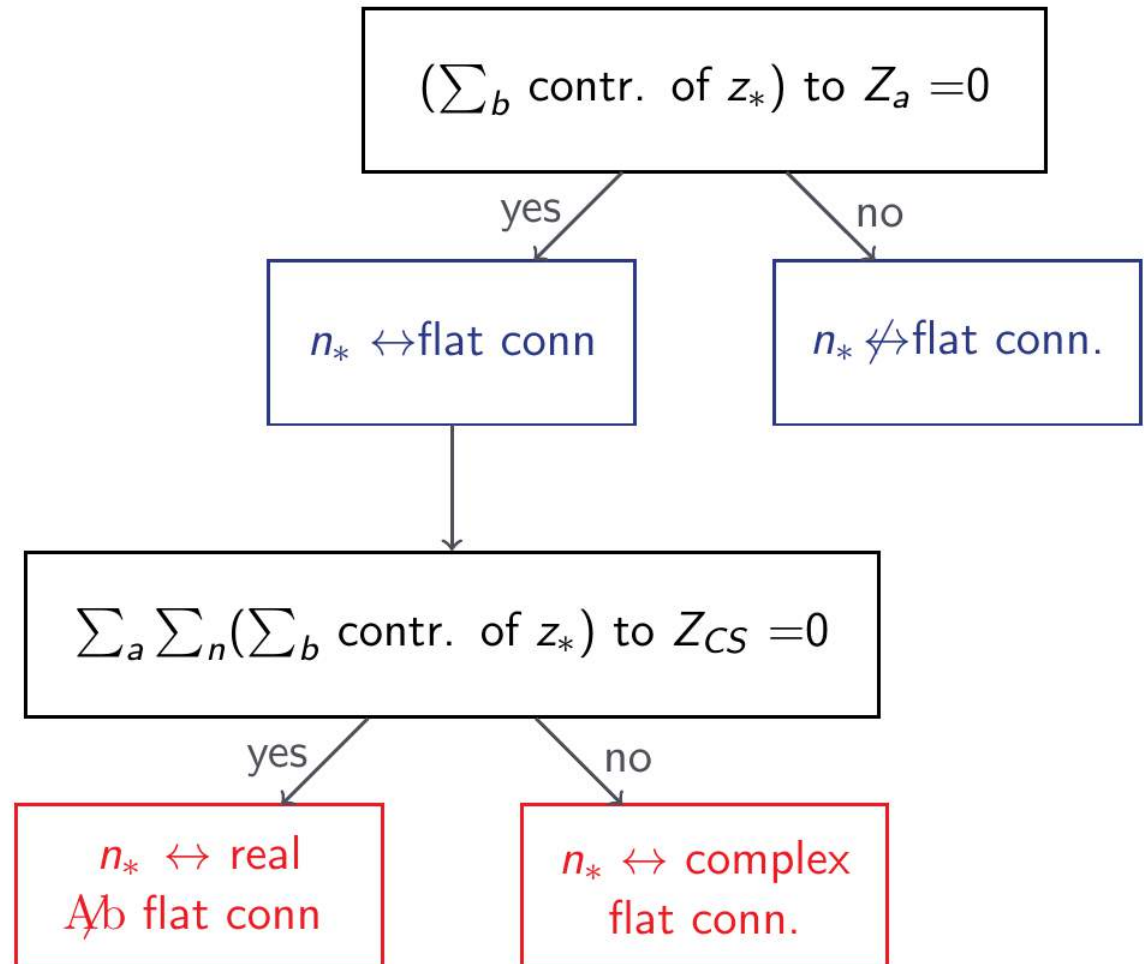 (∑_b contr. of z_*) to Z_a =0
yes
no
n_* ↔flat conn
n_* ↮flat conn.
∑_a ∑_n(∑_b contr. of z_*) to Z_CS =0
yes
no
n_* ↔ real
A̸b flat conn
n_* ↔ complex
flat conn.